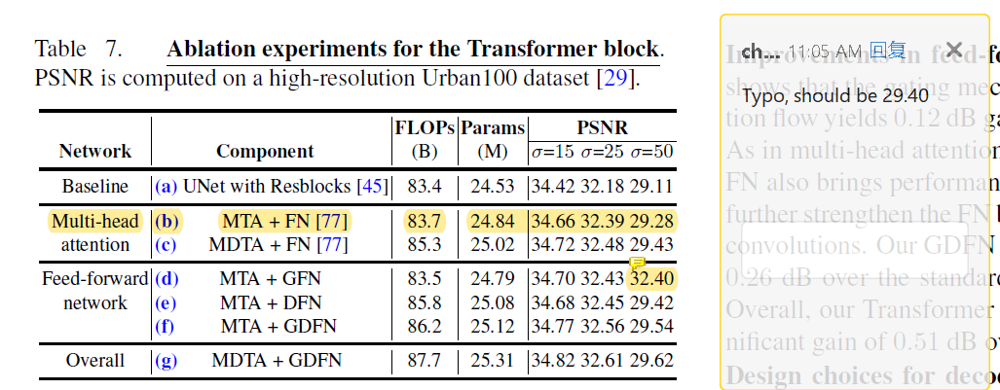 Table 7. Ablation experiments for the Transformer block.
PSNR is computed on a high-resolution Urban100 dataset [29].
FLOPs Params PSNR
Network Component (B) (M) σ=15 σ=25 σ=50
Baseline (a) UNet with Resblocks [45] 83.4 24.53 34.42 32.18 29.11
Multi-head (b) MTA + FN [77] 83.7 24.84 34.66 32.39 29.28
attention (c) MDTA + FN [77] 85.3 25.02 34.72 32.48 29.43
Feed-forward (d) MTA + GFN 83.5 24.79 34.70 32.43 32.40
network (e) MTA + DFN 85.8 25.08 34.68 32.45 29.42
(f) MTA + GDFN 86.2 25.12 34.77 32.56 29.54
Overall (g) MDTA + GDFN 87.7 25.31 34.82 32.61 29.62
ch... 11:05 AM 回复
Typo, should be 29.40
Improvements in feed-fo
shows that the gating mec
tion flow yields 0.12 dB ga
As in multi-head attention
FN also brings performan
further strengthen the FN b
convolutions. Our GDFN
0.26 dB over the standard
Overall, our Transformer
nificant gain of 0.51 dB ov
Design choices for deco